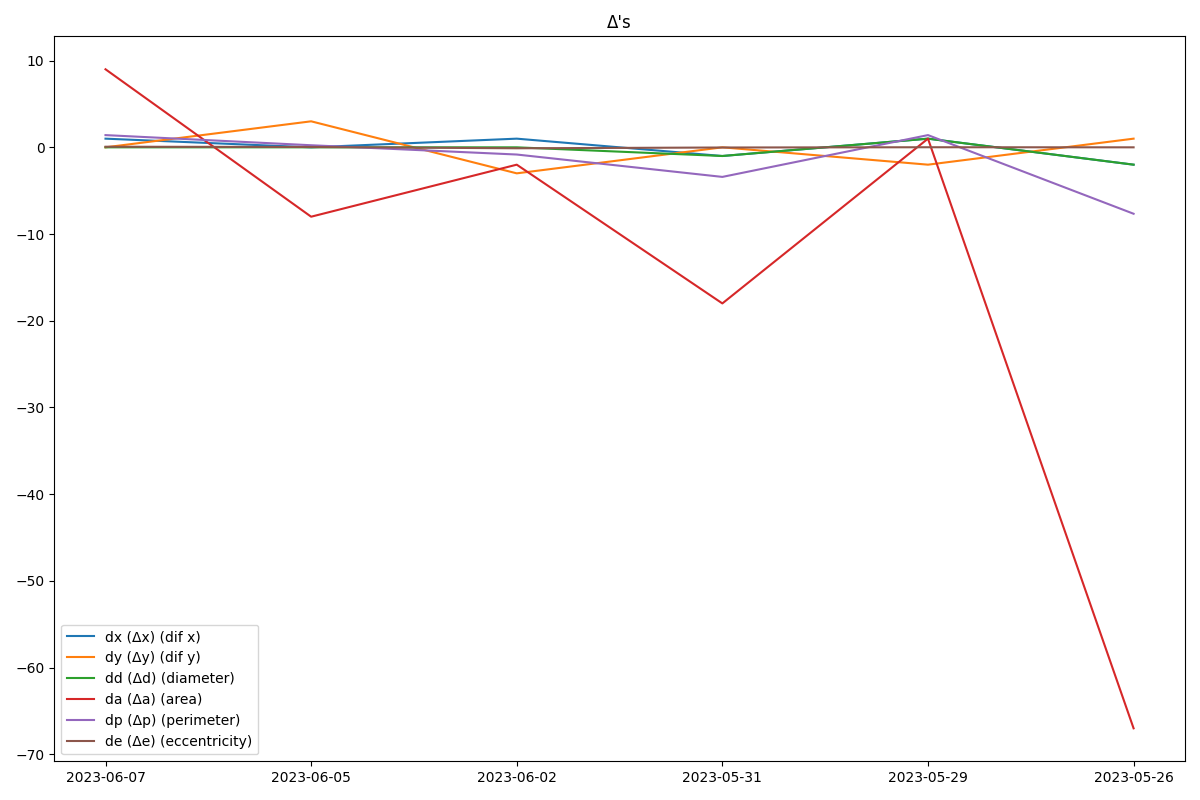 Δ's
10
0
−10
−20
−30
−40
−50
−60
−70
dx (Δx) (dif x)
dy (Δy) (dif y)
dd (Δd) (diameter)
da (Δa) (area)
dp (Δp) (perimeter)
de (Δe) (eccentricity)
2023-06-07 2023-06-05 2023-06-02 2023-05-31 2023-05-29 2023-05-26